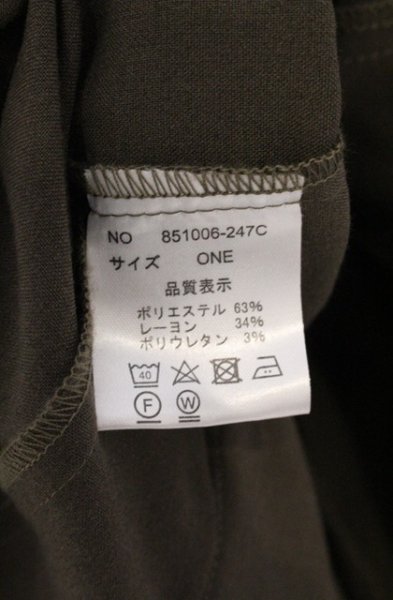 NO 851006-247C
サイズ ONE
品質表示
ポリエステル 63%
レーヨン 34%
ポリウレタン 3%
40
F W